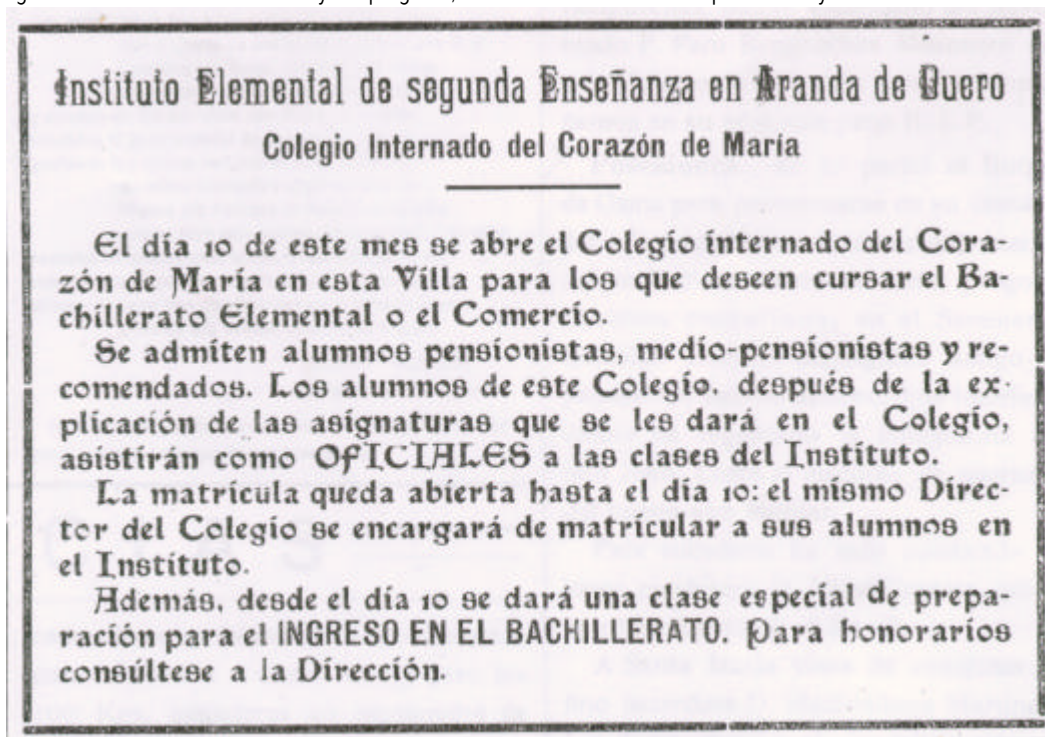 Instituto Elemental de segunda Enseñanza en Aranda de Duero
Colegio Internado del Corazón de María
El día 10 de este mes se abre el Colegio internado del Cora-
zón de María en esta Villa para los que deseen cursar el Ba-
chillerato Elemental o el Comercio.
Se admiten alumnos pensionistas, medio-pensionistas y re-
comendados. Los alumnos de este Colegio, después de la ex-
plicación de las asignaturas que se les dará en el Colegio,
asistirán como OFICIALES a las clases del Instituto.
La matrícula queda abierta hasta el día 10: el mismo Direc-
tor del Colegio se encargará de matricular a sus alumnos en
el Instituto.
Además, desde el día 10 se dará una clase especial de prepa-
ración para el INGRESO EN EL BACHILLERATO. Para honorarios
consúltese a la Dirección.